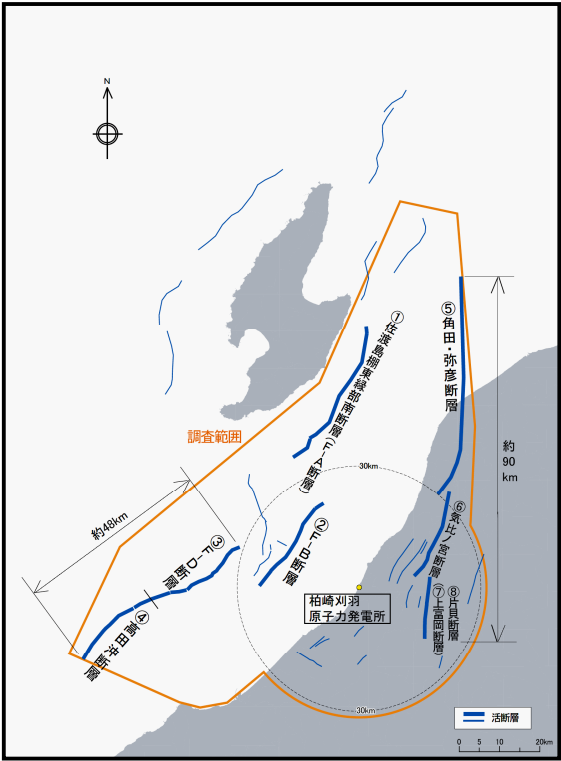 N
①佐渡島棚東縁部南断層(F-A断層)
⑤角田・弥彦断層
調査範囲
30km
約
90
km
約48km
③F-D断層
②F-B断層
⑥気比ノ宮断層
④高田沖断層
柏崎刈羽
原子力発電所
⑧片貝断層
(⑦上富岡断層)
30km
活断層
0 5 10 20km